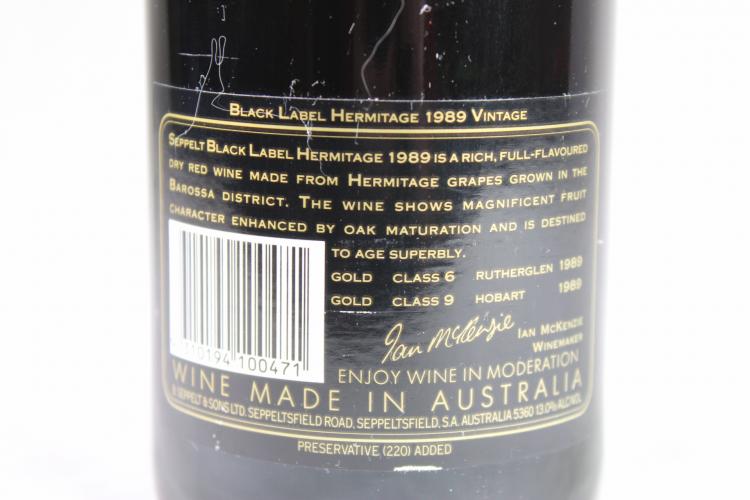 Black Label Hermitage 1989 Vintage
Seppelt Black Label Hermitage 1989 is a rich, full-flavoured
dry red wine made from Hermitage grapes grown in the
Barossa district. The wine shows magnificent fruit
character enhanced by oak maturation and is destined
to age superbly.
Gold Class 6 Rutherglen 1989
Gold Class 9 Hobart 1989
Ian McKenzie
Ian McKenzie
Winemaker
310194 100471
ENJOY WINE IN MODERATION
WINE MADE IN AUSTRALIA
B. SEPPELT & SONS LTD. SEPPELTSFIELD ROAD, SEPPELTSFIELD, S.A. AUSTRALIA 5360 13.0% ALC/VOL
PRESERVATIVE (220) ADDED